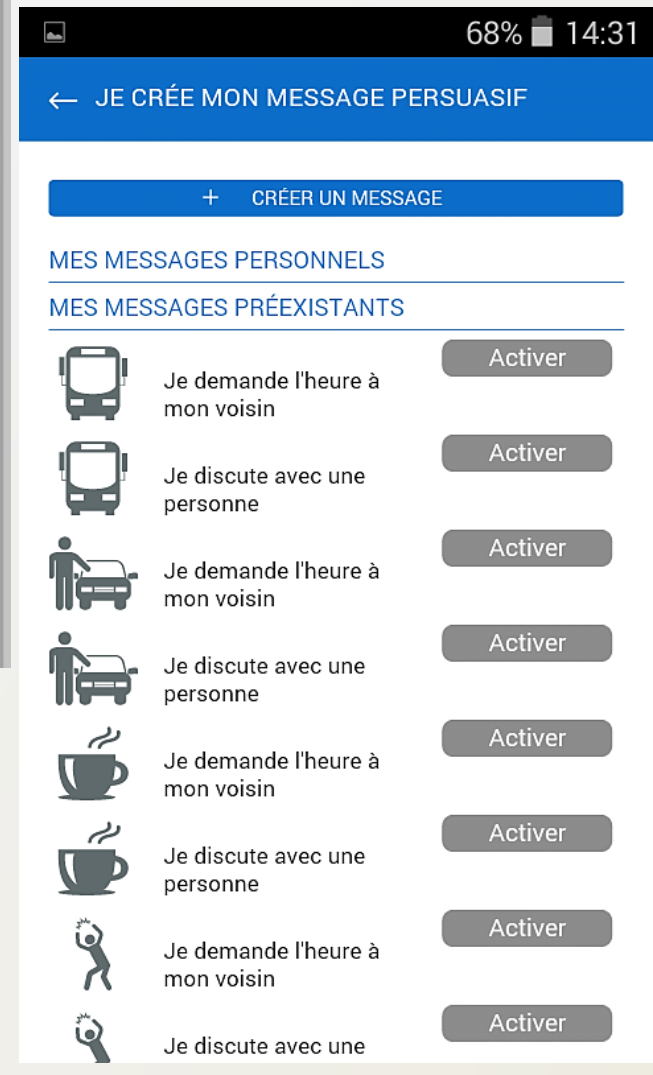 68% 14:31
← JE CRÉE MON MESSAGE PERSUASIF
+ CRÉER UN MESSAGE
MES MESSAGES PERSONNELS
MES MESSAGES PRÉEXISTANTS
Activer
Je demande l'heure à
mon voisin
Activer
Je discute avec une
personne
Activer
Je demande l'heure à
mon voisin
Activer
Je discute avec une
personne
Activer
Je demande l'heure à
mon voisin
Activer
Je discute avec une
personne
Activer
Je demande l'heure à
mon voisin
Activer
Je discute avec une